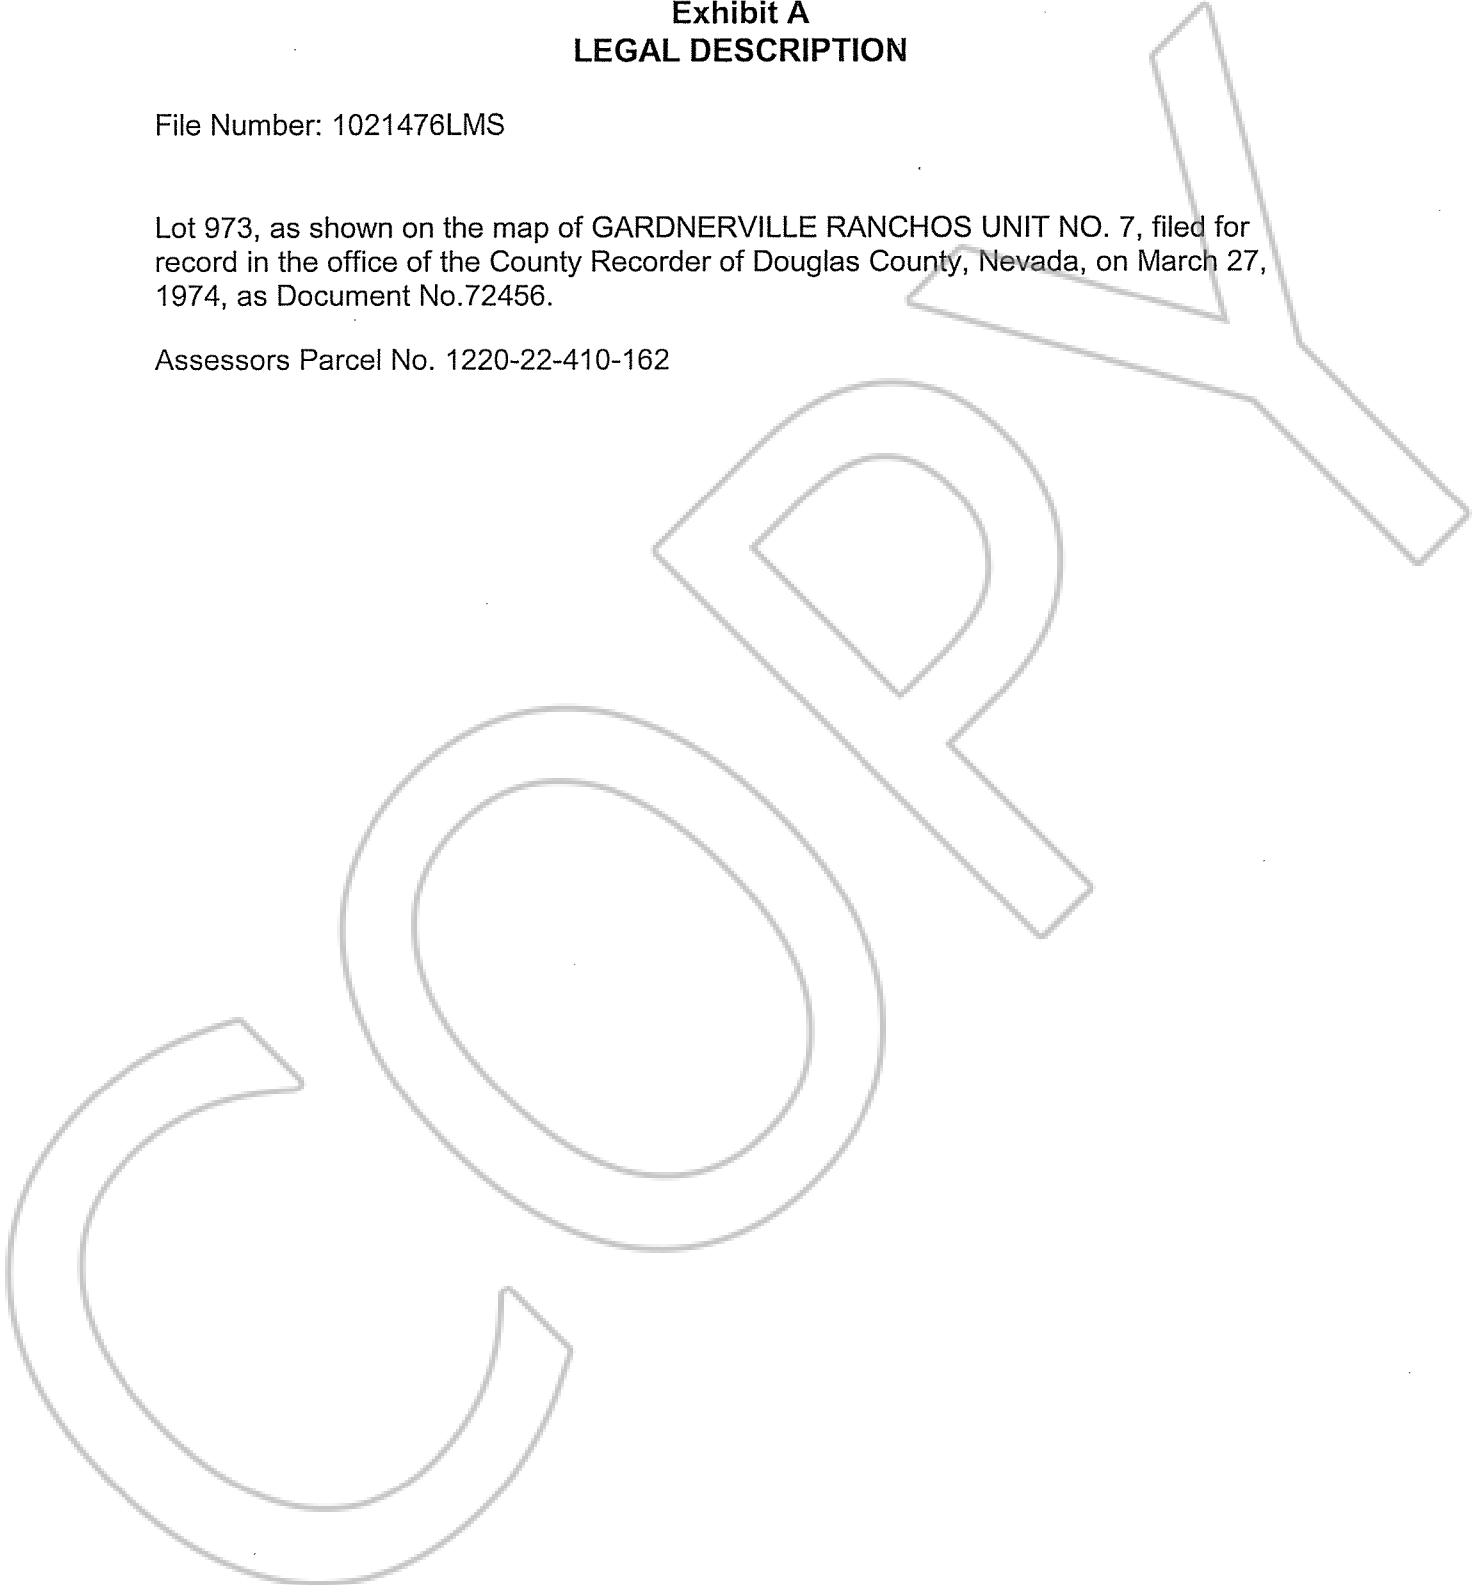 Exhibit A
LEGAL DESCRIPTION
File Number: 1021476LMS
Lot 973, as shown on the map of GARDNERVILLE RANCHOS UNIT NO. 7, filed for
record in the office of the County Recorder of Douglas County, Nevada, on March 27,
1974, as Document No.72456.
Assessors Parcel No. 1220-22-410-162
COPY